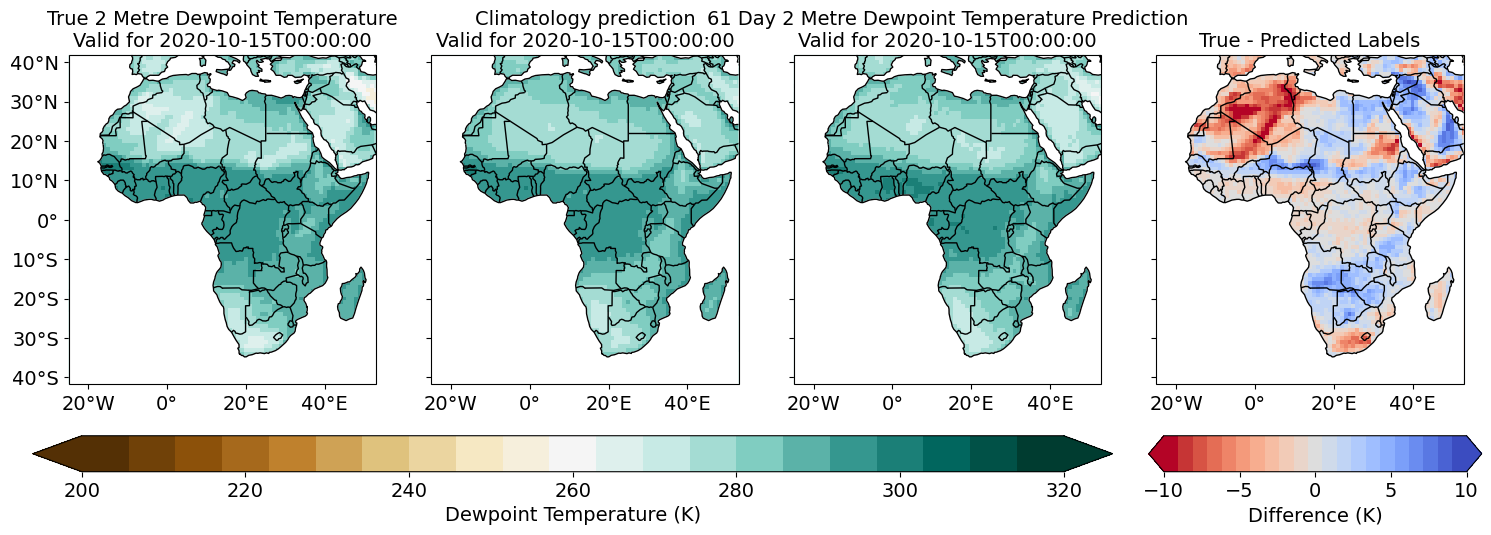 True 2 Metre Dewpoint Temperature
Valid for 2020-10-15T00:00:00
Climatology prediction  61 Day 2 Metre Dewpoint Temperature Prediction
Valid for 2020-10-15T00:00:00
Valid for 2020-10-15T00:00:00
True - Predicted Labels
40°N
30°N
20°N
10°N
0°
10°S
20°S
30°S
40°S
20°W 0° 20°E 40°E
20°W 0° 20°E 40°E
20°W 0° 20°E 40°E
20°W 0° 20°E 40°E
200 220 240 260 280 300 320
Dewpoint Temperature (K)
−10 −5 0 5 10
Difference (K)